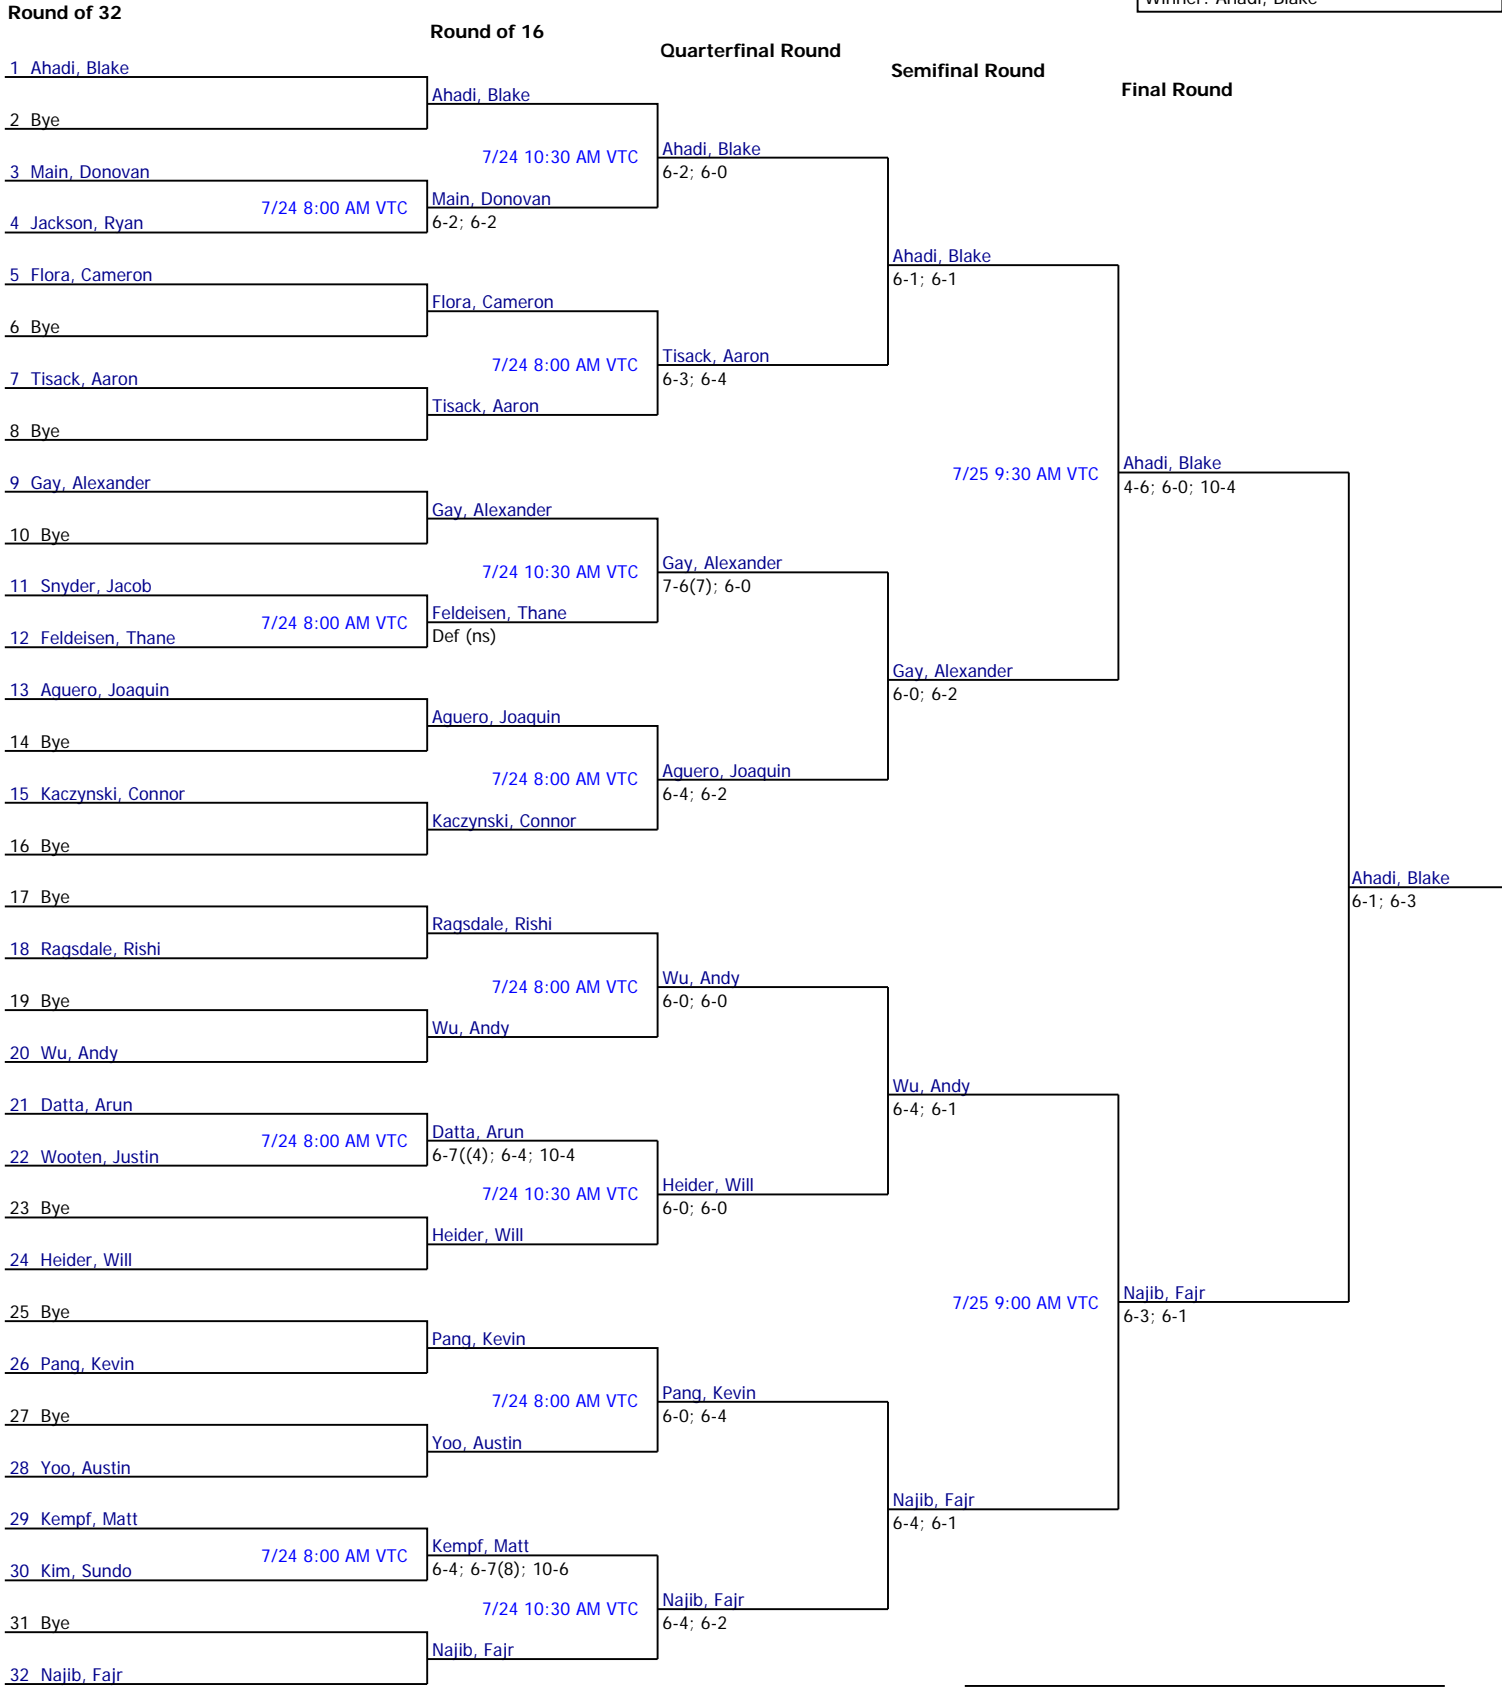 Winner: Ahadi, Blake
Round of 32
Round of 16
Quarterfinal Round
Semifinal Round
Final Round
1 Ahadi, Blake
Ahadi, Blake
2 Bye
7/24 10:30 AM VTC
Ahadi, Blake
6-2; 6-0
3 Main, Donovan
Main, Donovan
6-2; 6-2
7/24 8:00 AM VTC
4 Jackson, Ryan
Ahadi, Blake
6-1; 6-1
5 Flora, Cameron
Flora, Cameron
6 Bye
7/24 8:00 AM VTC
Tisack, Aaron
6-3; 6-4
7 Tisack, Aaron
Tisack, Aaron
8 Bye
7/25 9:30 AM VTC
Ahadi, Blake
4-6; 6-0; 10-4
9 Gay, Alexander
Gay, Alexander
10 Bye
7/24 10:30 AM VTC
Gay, Alexander
7-6(7); 6-0
11 Snyder, Jacob
7/24 8:00 AM VTC
Feldeisen, Thane
Def (ns)
12 Feldeisen, Thane
Gay, Alexander
6-0; 6-2
13 Aguero, Joaquin
Aguero, Joaquin
14 Bye
7/24 8:00 AM VTC
Aguero, Joaquin
6-4; 6-2
15 Kaczynski, Connor
Kaczynski, Connor
16 Bye
Ahadi, Blake
6-1; 6-3
17 Bye
Ragsdale, Rishi
18 Ragsdale, Rishi
7/24 8:00 AM VTC
Wu, Andy
6-0; 6-0
19 Bye
Wu, Andy
20 Wu, Andy
Wu, Andy
6-4; 6-1
21 Datta, Arun
7/24 8:00 AM VTC
Datta, Arun
6-7((4); 6-4; 10-4
22 Wooten, Justin
7/24 10:30 AM VTC
Heider, Will
6-0; 6-0
23 Bye
Heider, Will
24 Heider, Will
7/25 9:00 AM VTC
Najib, Fajr
6-3; 6-1
25 Bye
Pang, Kevin
26 Pang, Kevin
7/24 8:00 AM VTC
Pang, Kevin
6-0; 6-4
27 Bye
Yoo, Austin
28 Yoo, Austin
Najib, Fajr
6-4; 6-1
29 Kempf, Matt
7/24 8:00 AM VTC
Kempf, Matt
6-4; 6-7(8); 10-6
30 Kim, Sundo
7/24 10:30 AM VTC
Najib, Fajr
6-4; 6-2
31 Bye
Najib, Fajr
32 Najib, Fajr